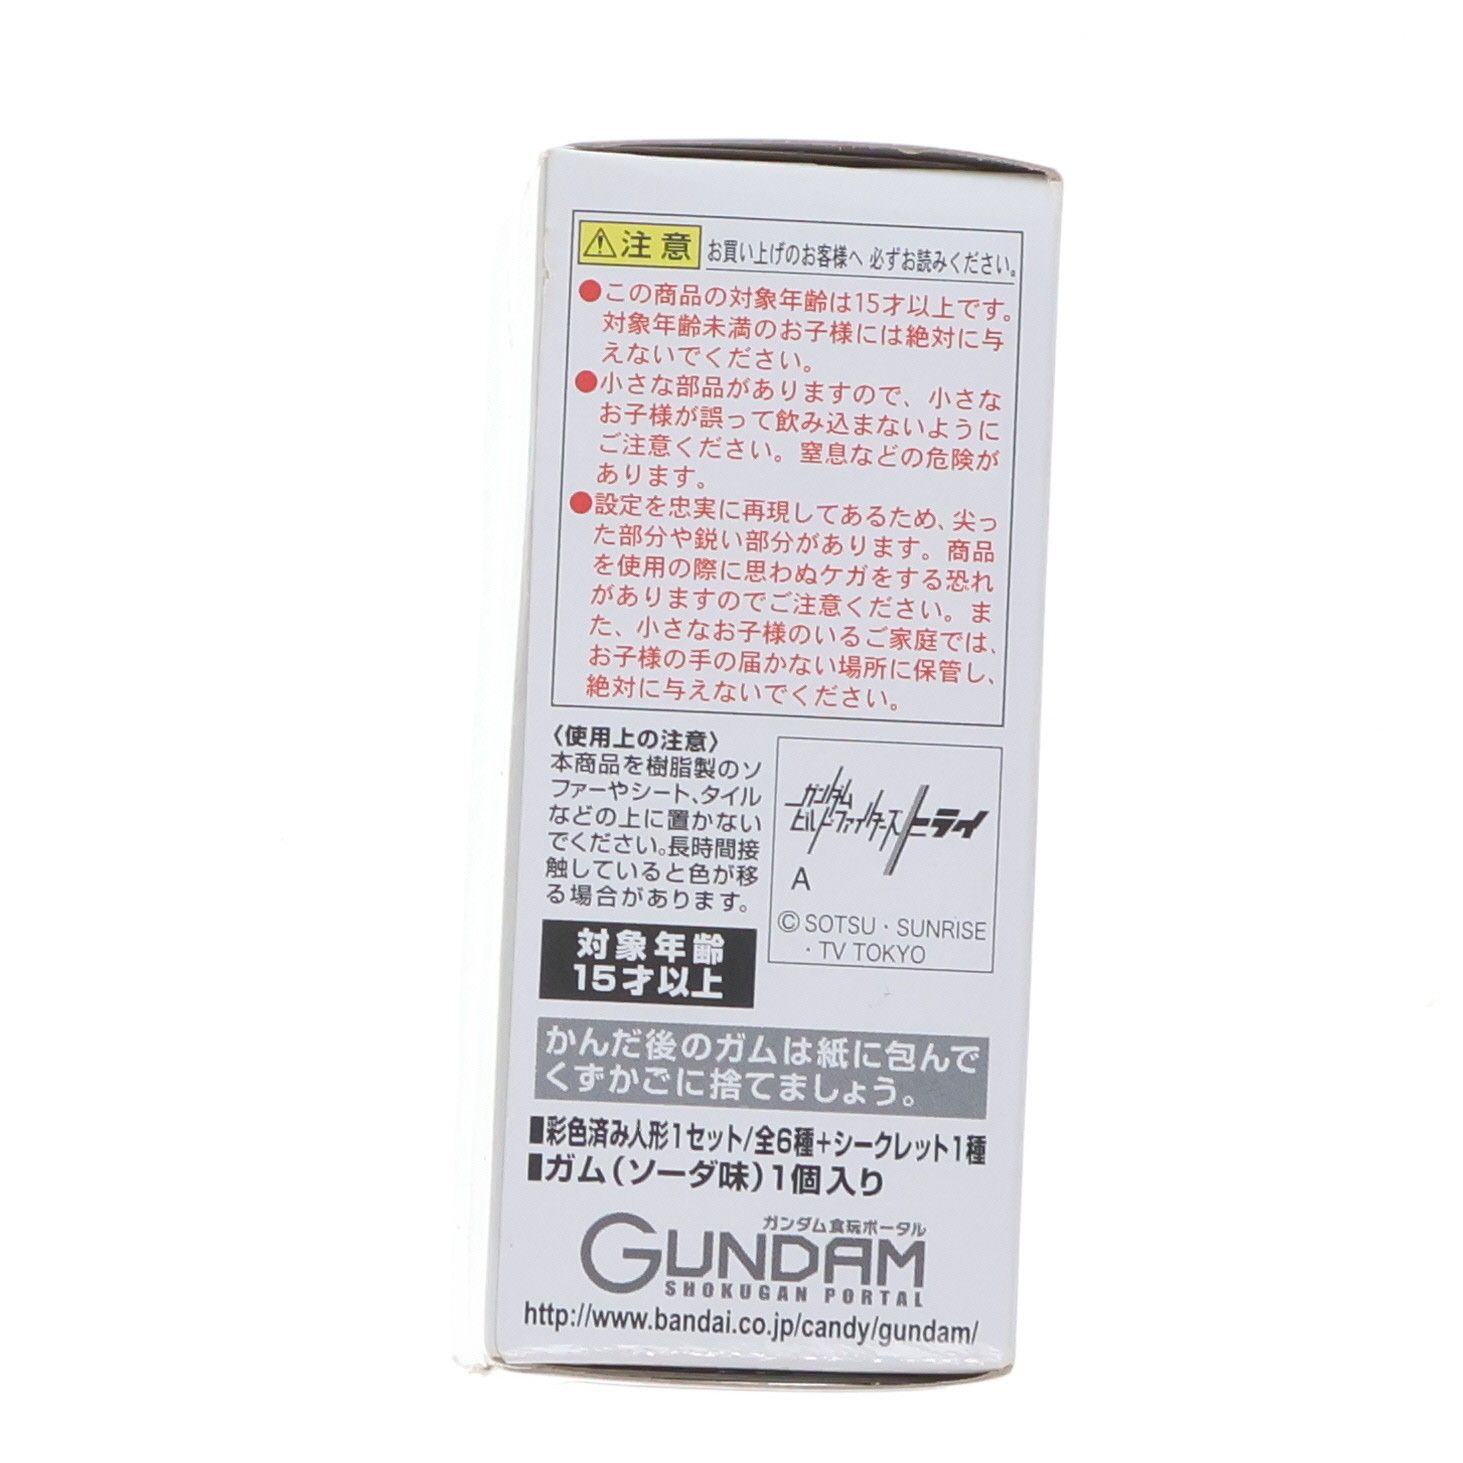 注意 お買い上げのお客様へ 必ずお読みください。
●この商品の対象年齢は15才以上です。
対象年齢未満のお子様には絶対に与
えないでください。
●小さな部品がありますので、小さな
お子様が誤って飲み込まないように
ご注意ください。窒息などの危険が
あります。
●設定を忠実に再現してあるため、尖っ
た部分や鋭い部分があります。商品
を使用の際に思わぬケガをする恐れ
がありますのでご注意ください。ま
た、小さなお子様のいるご家庭では、
お子様の手の届かない場所に保管し、
絶対に与えないでください。
〈使用上の注意〉
本商品を樹脂製のソ
ファーやシート、タイル
などの上に置かない
でください。長時間接
触していると色が移
る場合があります。
ガンダム
ビルドファイターズトライ
A
©SOTSU・SUNRISE
・TV TOKYO
対象年齢
15才以上
かんだ後のガムは紙に包んで
くずかごに捨てましょう。
■彩色済み人形1セット/全6種+シークレット1種
■ガム(ソーダ味)1個入り
ガンダム食玩ポータル
GUNDAM
SHOKUGAN PORTAL
http://www.bandai.co.jp/candy/gundam/